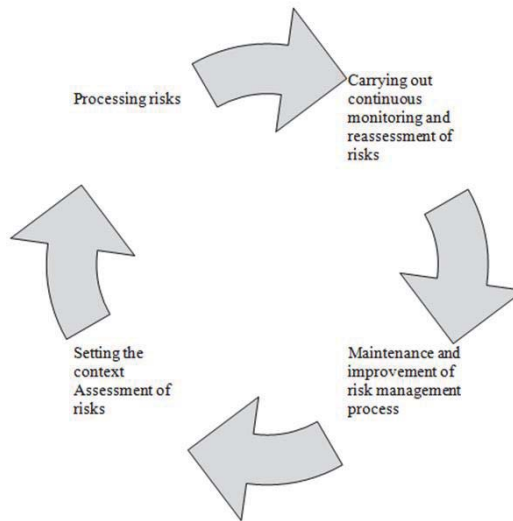 Processing risks
Carrying out
continuous
monitoring and
reassessment of
risks
Maintenance and
improvement of
risk management
process
Setting the
context
Assessment of
risks